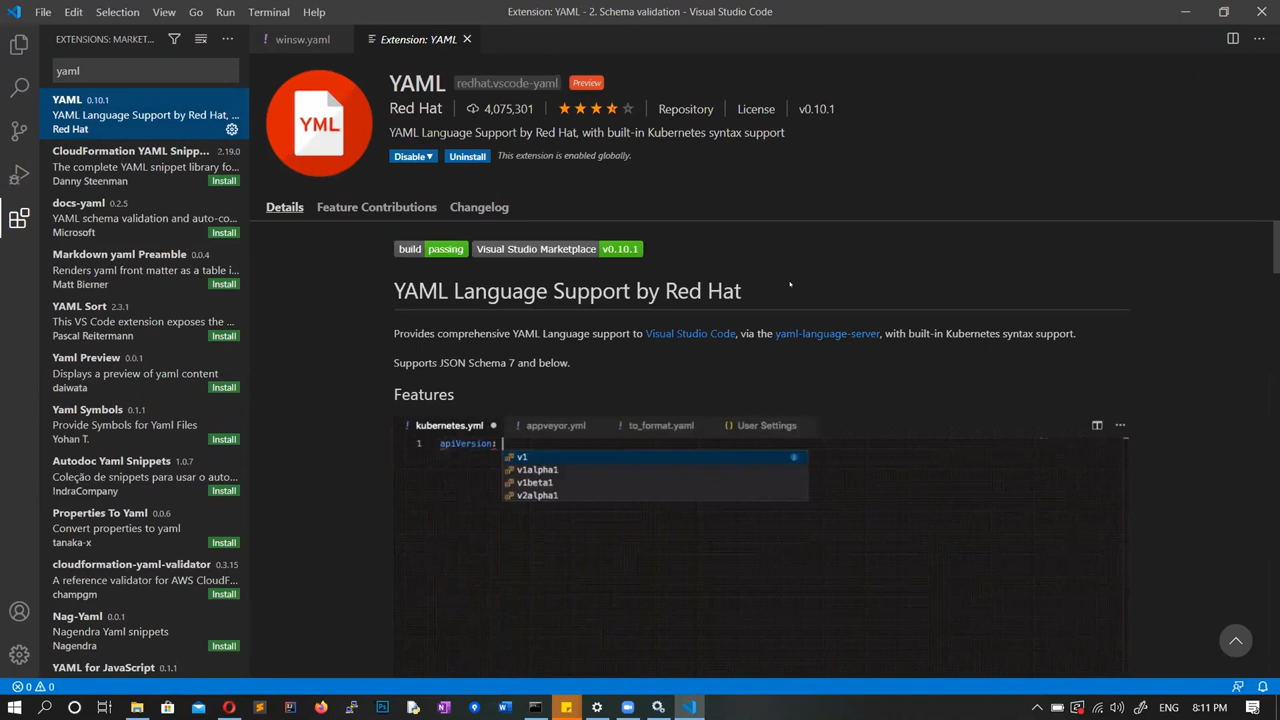 File Edit Selection View Go Run Terminal Help
Extension: YAML - 2. Schema validation - Visual Studio Code
EXTENSIONS: MARKET...
yaml
YAML 0.10.1
YAML Language Support by Red Hat, ...
Red Hat
CloudFormation YAML Snipp... 2.19.0
The complete YAML snippet library fo...
Danny Steenman Install
docs-yaml 0.2.5
YAML schema validation and auto-co...
Microsoft Install
Markdown yaml Preamble 0.0.4
Renders yaml front matter as a table i...
Matt Bierner Install
YAML Sort 2.3.1
This VS Code extension exposes the ...
Pascal Reitermann Install
Yaml Preview 0.0.1
Displays a preview of yaml content
daiwata Install
Yaml Symbols 0.1.1
Provide Symbols for Yaml Files
Yohan T. Install
Autodoc Yaml Snippets 1.0.7
Coleção de snippets para usar o auto...
IndraCompany Install
Properties To Yaml 0.0.6
Convert properties to yaml
tanaka-x Install
cloudformation-yaml-validator 0.3.15
A reference validator for AWS CloudF...
champgm Install
Nag-Yaml 0.0.1
Nagendra Yaml snippets
Nagendra Install
YAML for JavaScript 0.1.1
winsw.yaml
Extension: YAML
YML
YAML redhat.vscode-yaml Preview
Red Hat 4,075,301 Repository License v0.10.1
YAML Language Support by Red Hat, with built-in Kubernetes syntax support
Disable Uninstall This extension is enabled globally.
Details Feature Contributions Changelog
build passing Visual Studio Marketplace v0.10.1
YAML Language Support by Red Hat
Provides comprehensive YAML Language support to Visual Studio Code, via the yaml-language-server, with built-in Kubernetes syntax support.
Supports JSON Schema 7 and below.
Features
kubernetes.yml appveyor.yml to_format.yaml {} User Settings
1 apiVersion:
v1
v1alpha1
v1beta1
v2alpha1
0 0
ENG 8:11 PM